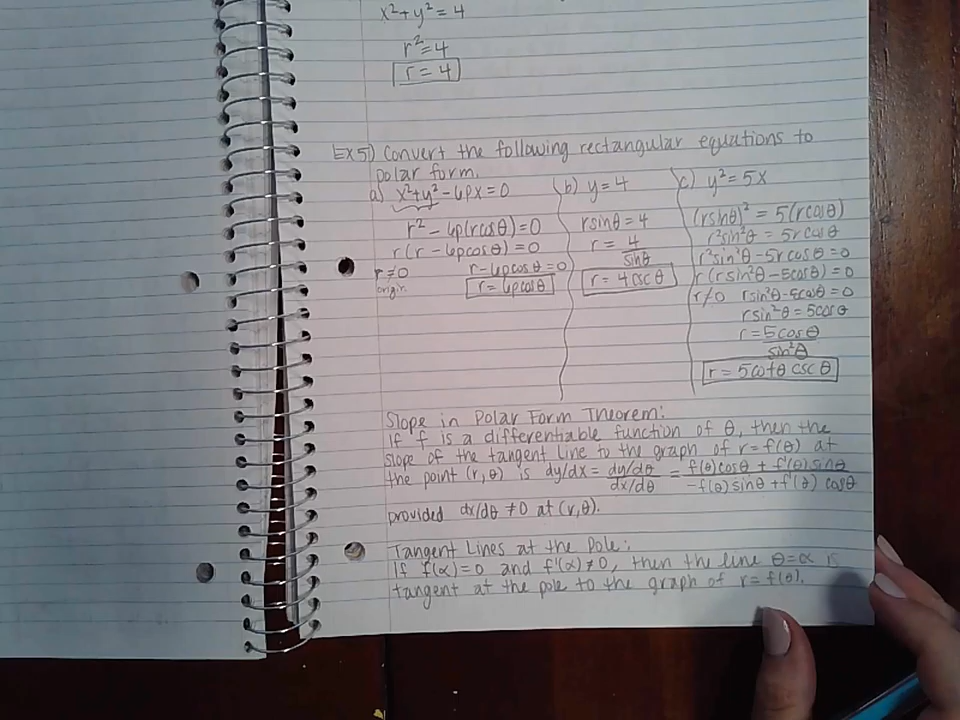 x²+y²=4
r²=4
r=4
Ex 5) Convert the following rectangular equations to
polar form.
a) x²+y²-6px=0
r²-6p(rcosθ)=0
r(r-6pcosθ)=0
r≠0 r-6pcosθ=0
origin r=6pcosθ
b) y=4
rsinθ=4
r=4/sinθ
r=4cscθ
c) y²=5x
(rsinθ)²=5(rcosθ)
r²sin²θ=5rcosθ
r²sin²θ-5rcosθ=0
r(rsin²θ-5cosθ)=0
r≠0 rsin²θ-5cosθ=0
rsin²θ=5cosθ
r=5cosθ/sin²θ
r=5cotθcscθ
Slope in Polar Form Theorem:
If f is a differentiable function of θ, then the
slope of the tangent line to the graph of r=f(θ) at
the point (r,θ) is dy/dx = (dy/dθ)/(dx/dθ) = (f(θ)cosθ + f'(θ)sinθ)/(-f(θ)sinθ + f'(θ)cosθ)
provided dx/dθ ≠0 at (r,θ).
Tangent Lines at the Pole:
If f(α)=0 and f'(α)≠0, then the line θ=α is
tangent at the pole to the graph of r=f(θ).